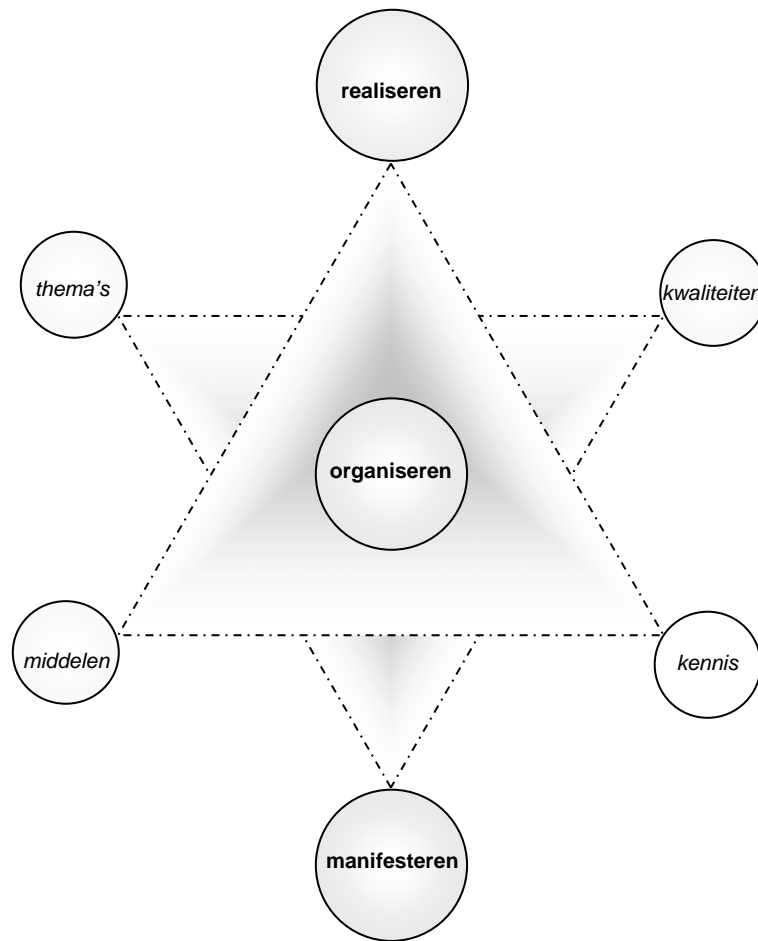 realiseren
thema's
kwaliteiten
organiseren
middelen
kennis
manifesteren